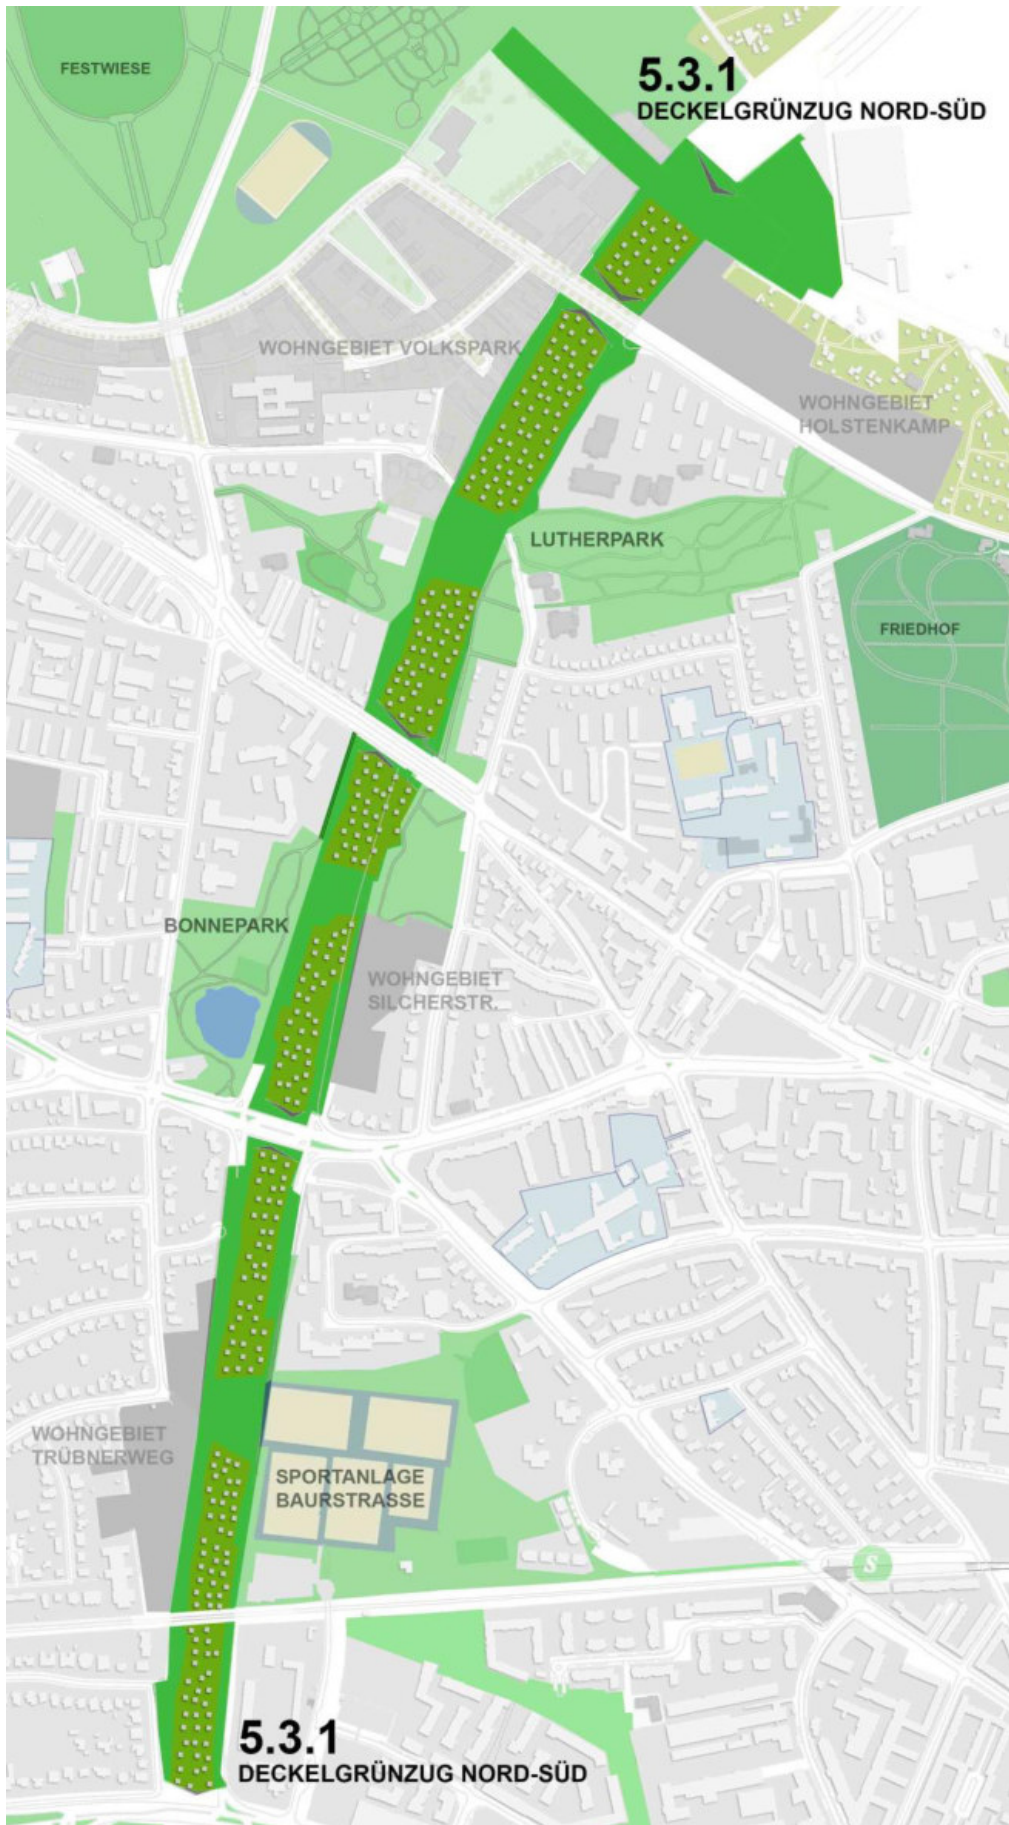 FESTWIESE
5.3.1
DECKELGRÜNZUG NORD-SÜD
WOHNGEBIET VOLKSPARK
WOHNGEBIET
HOLSTENKAMP
LUTHERPARK
FRIEDHOF
BONNEPARK
WOHNGEBIET
SILCHERSTR.
WOHNGEBIET
TRÜBNERWEG
SPORTANLAGE
BAURSTRASSE
S
5.3.1
DECKELGRÜNZUG NORD-SÜD